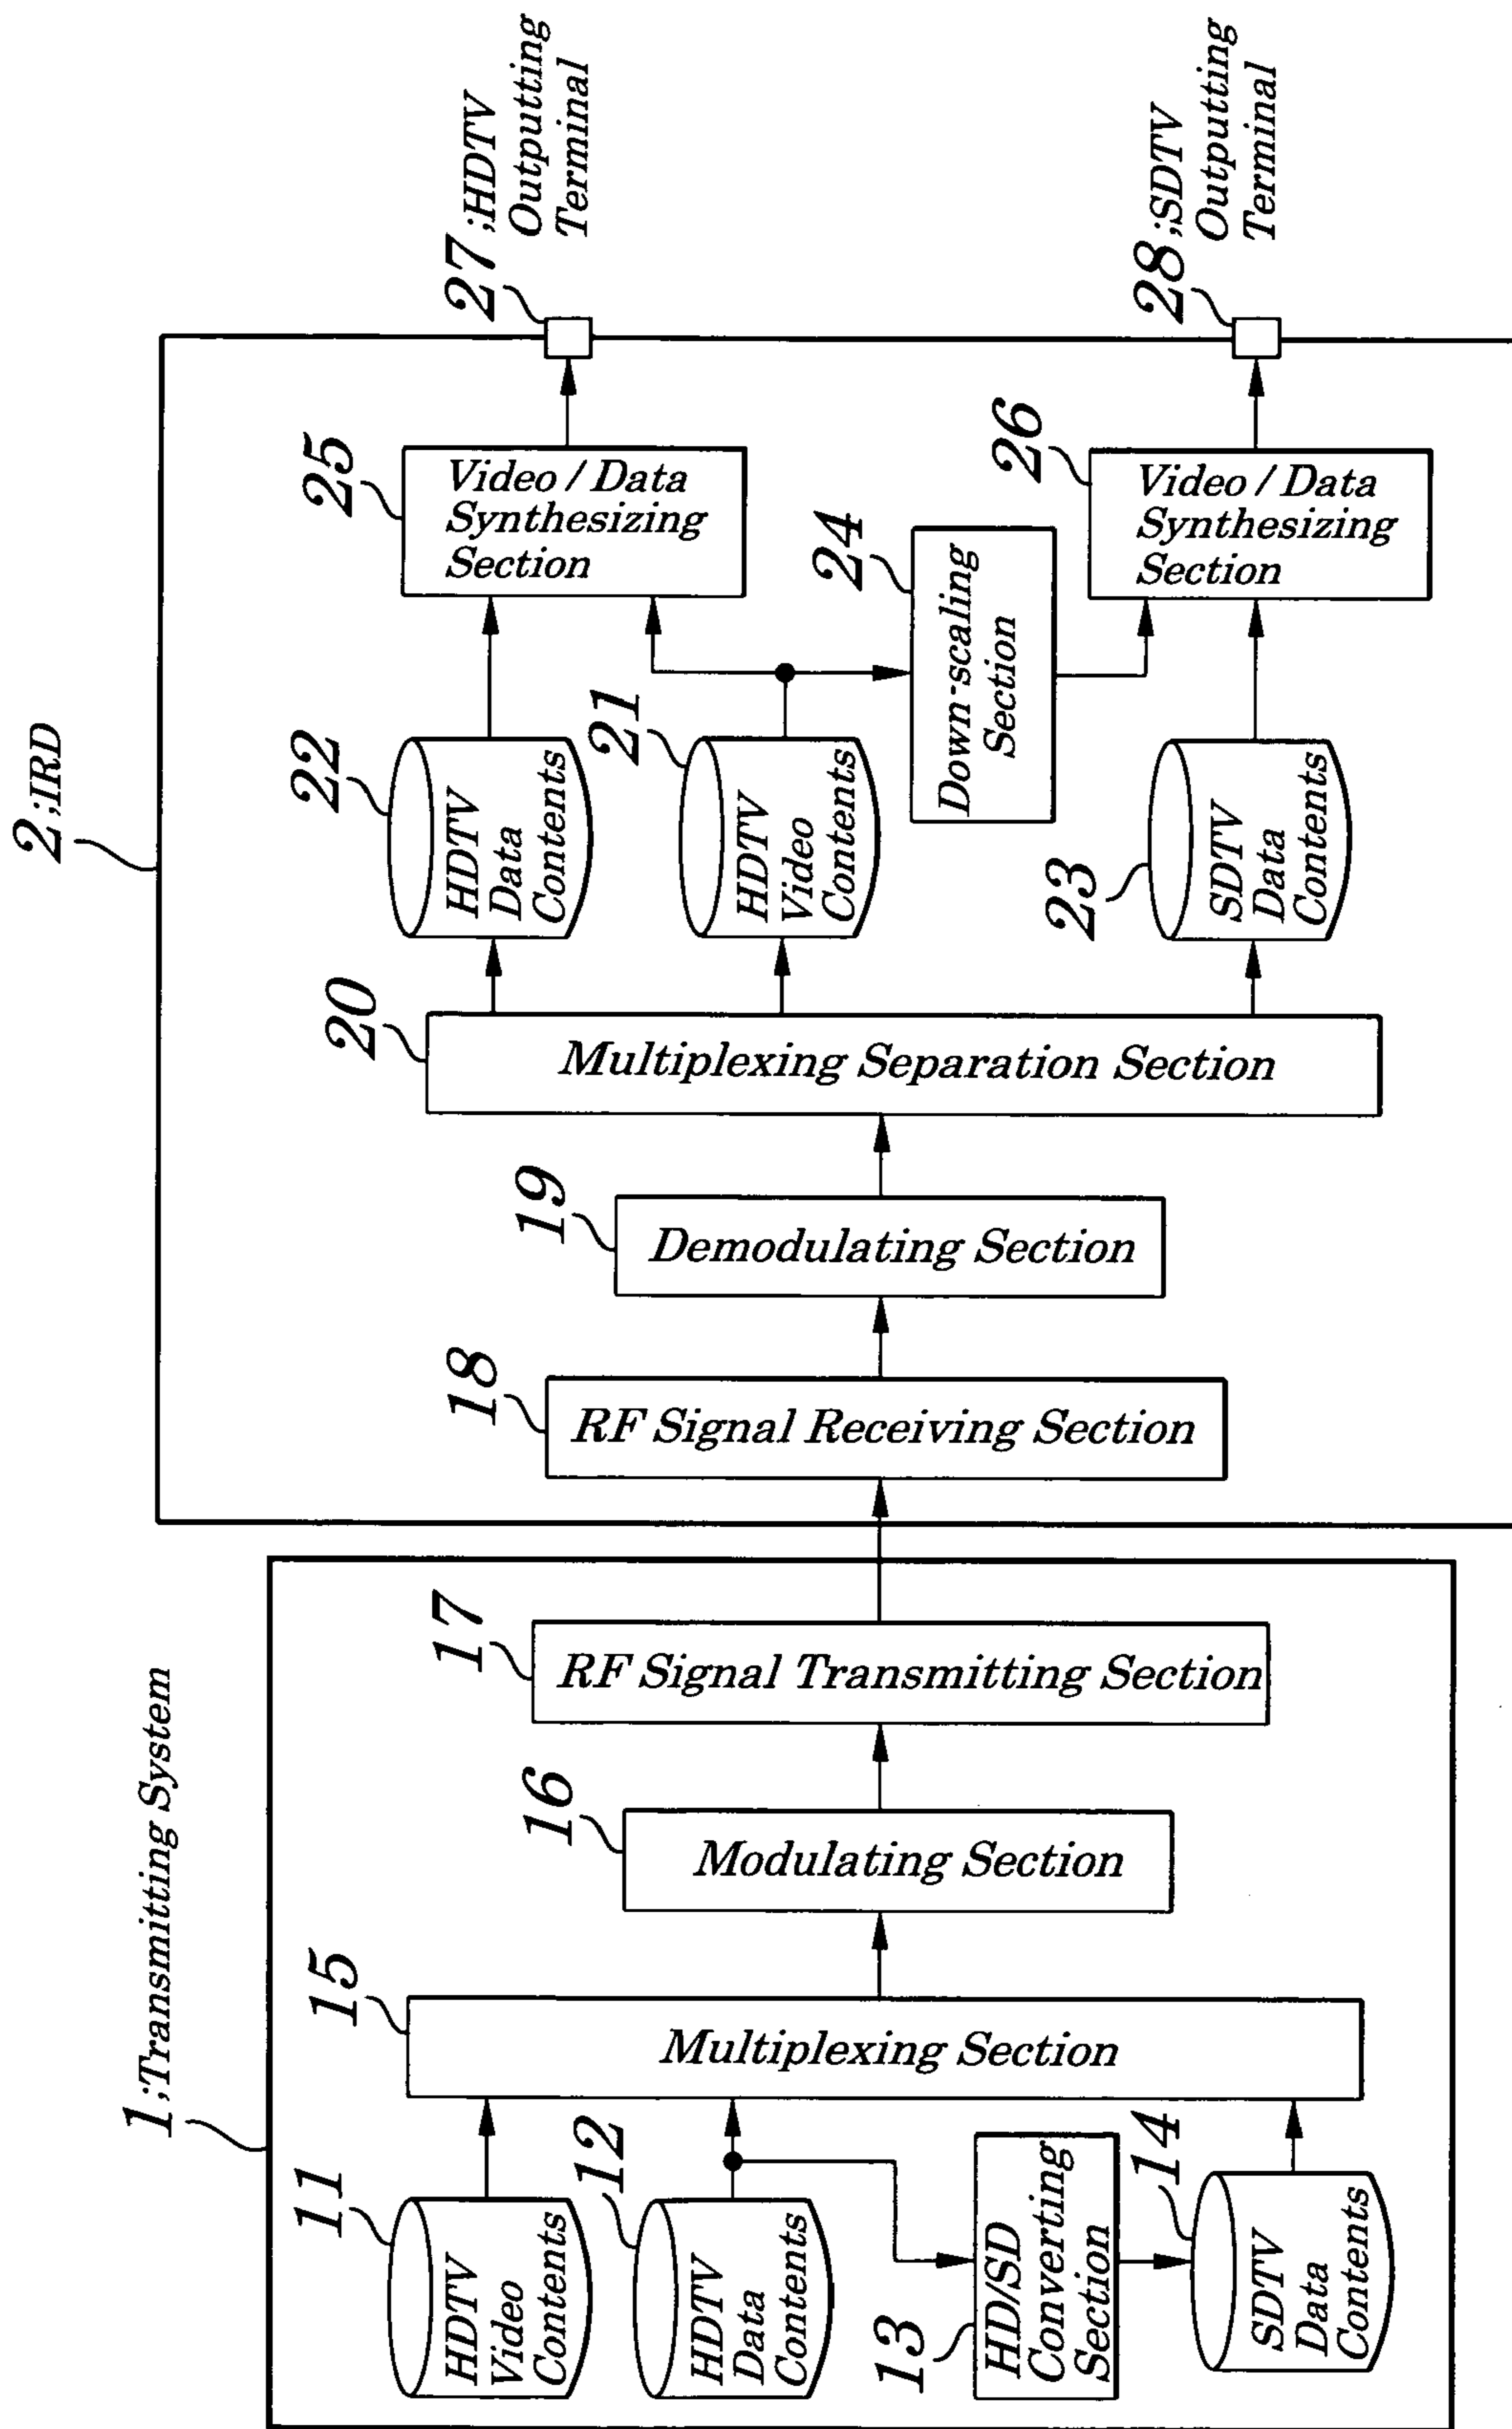 1;Transmitting System
11
HDTV
Video
Contents
12
HDTV
Data
Contents
13
HD/SD
Converting
Section
14
SDTV
Data
Contents
15
Multiplexing Section
16
Modulating Section
17
RF Signal Transmitting Section
2;IRD
18
RF Signal Receiving Section
19
Demodulating Section
20
Multiplexing Separation Section
22
HDTV
Data
Contents
21
HDTV
Video
Contents
23
SDTV
Data
Contents
24
Down-scaling
Section
25
Video / Data
Synthesizing
Section
26
Video / Data
Synthesizing
Section
27;HDTV
Outputting
Terminal
28;SDTV
Outputting
Terminal